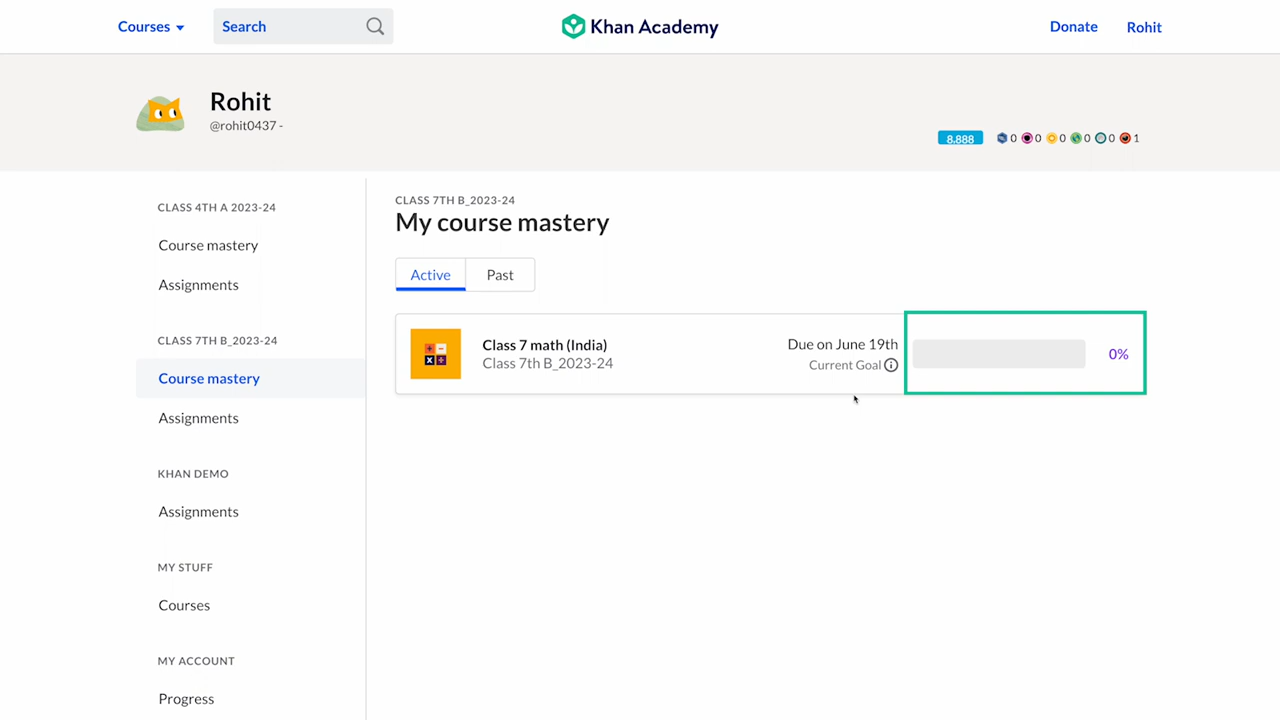 Courses
Search
Khan Academy
Donate
Rohit
Rohit
@rohit0437 -
8,888
0
0
0
0
0
1
CLASS 4TH A 2023-24
Course mastery
Assignments
CLASS 7TH B_2023-24
Course mastery
Assignments
KHAN DEMO
Assignments
MY STUFF
Courses
MY ACCOUNT
Progress
CLASS 7TH B_2023-24
My course mastery
Active
Past
Class 7 math (India)
Class 7th B_2023-24
Due on June 19th
Current Goal
0%